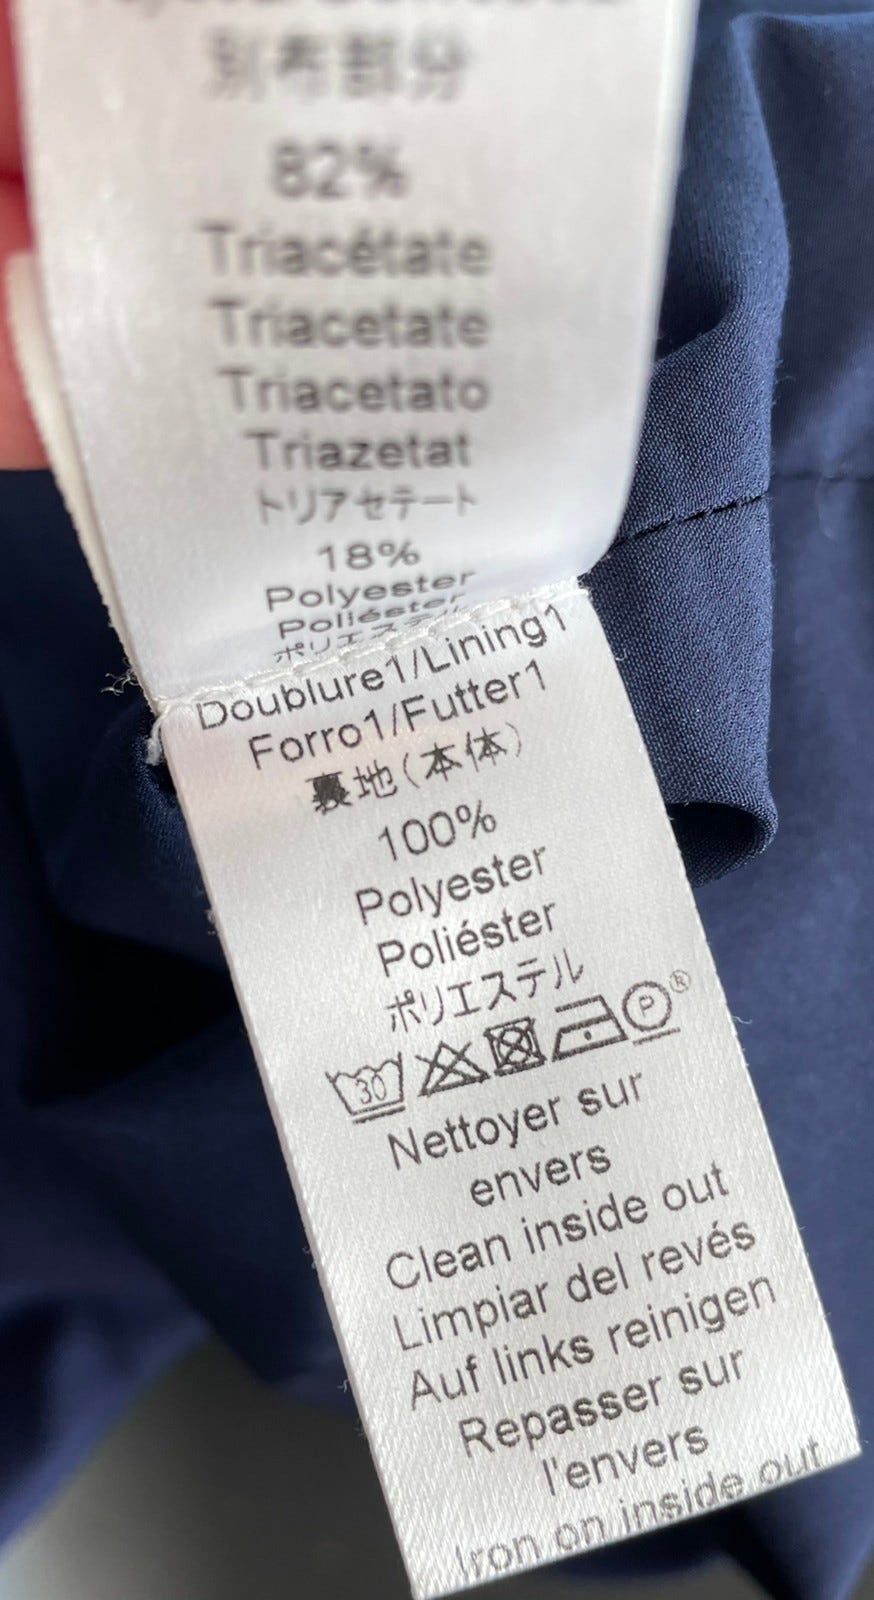 別布部分
82%
Triacétate
Triacetate
Triacetato
Triazetat
トリアセテート
18%
Polyester
Poliéster
ポリエステル
Doublure1/Lining1
Forro1/Futter1
裏地(本体)
100%
Polyester
Poliéster
ポリエステル
30 P®
Nettoyer sur
envers
Clean inside out
Limpiar del revés
Auf links reinigen
Repasser sur
l'envers
Iron on inside out